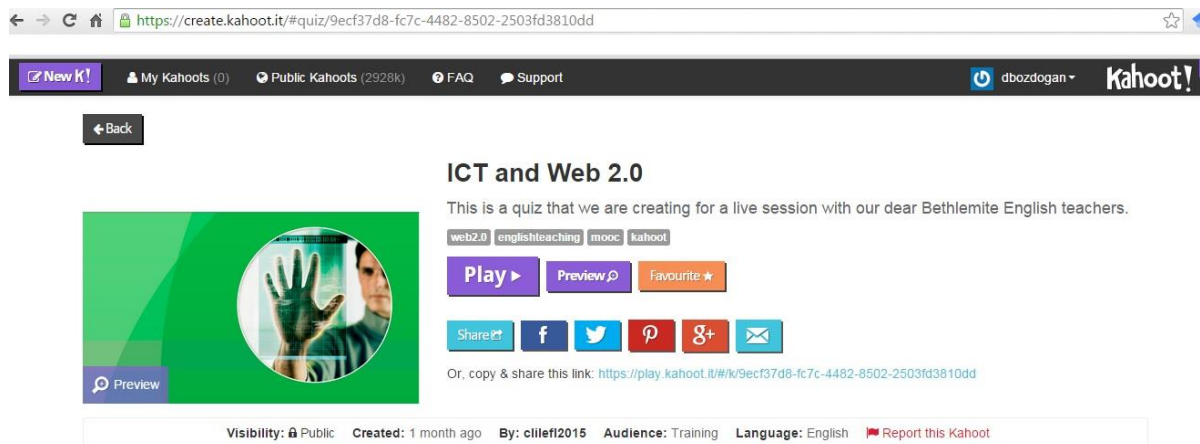 https://create.kahoot.it/#quiz/9ecf37d8-fc7c-4482-8502-2503fd3810dd
New K! My Kahoots (0) Public Kahoots (2928k) FAQ Support dbozdogan Kahoot!
Back
ICT and Web 2.0
This is a quiz that we are creating for a live session with our dear Bethlemite English teachers.
web2.0 englishteaching mooc kahoot
Play Preview Favourite
Share f g+
Preview
Or, copy & share this link: https://play.kahoot.it/#/k/9ecf37d8-fc7c-4482-8502-2503fd3810dd
Visibility: Public Created: 1 month ago By: clilefl2015 Audience: Training Language: English Report this Kahoot